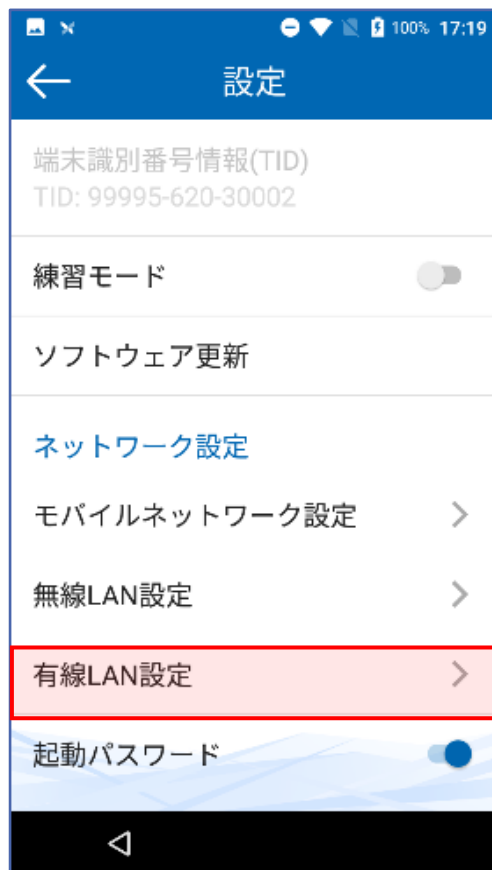 100% 17:19
設定
端末識別番号情報(TID)
TID: 99995-620-30002
練習モード
ソフトウェア更新
ネットワーク設定
モバイルネットワーク設定
無線LAN設定
有線LAN設定
起動パスワード